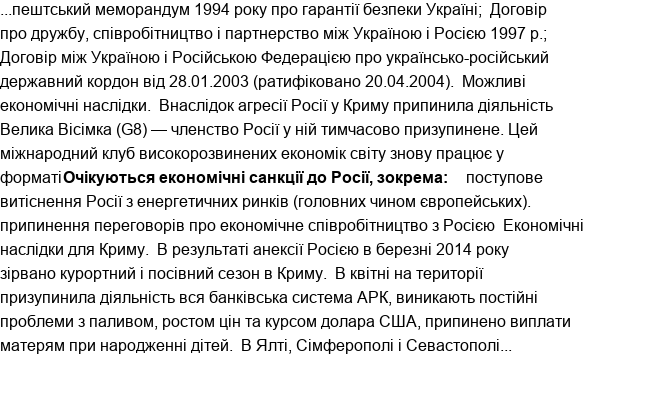 ...пештський меморандум 1994 року про гарантії безпеки Україні;  Договір
про дружбу, співробітництво і партнерство між Україною і Росією 1997 р.;
Договір між Україною і Російською Федерацією про українсько-російський
державний кордон від 28.01.2003 (ратифіковано 20.04.2004).  Можливі
економічні наслідки.  Внаслідок агресії Росії у Криму припинила діяльність
Велика Вісімка (G8) — членство Росії у ній тимчасово призупинене. Цей
міжнародний клуб високорозвинених економік світу знову працює у
форматіОчікуються економічні санкції до Росії, зокрема:    поступове
витіснення Росії з енергетичних ринків (головних чином європейських).
припинення переговорів про економічне співробітництво з Росією  Економічні
наслідки для Криму.  В результаті анексії Росією в березні 2014 року
зірвано курортний і посівний сезон в Криму.  В квітні на території
призупинила діяльність вся банківська система АРК, виникають постійні
проблеми з паливом, ростом цін та курсом долара США, припинено виплати
матерям при народженні дітей.  В Ялті, Сімферополі і Севастополі...